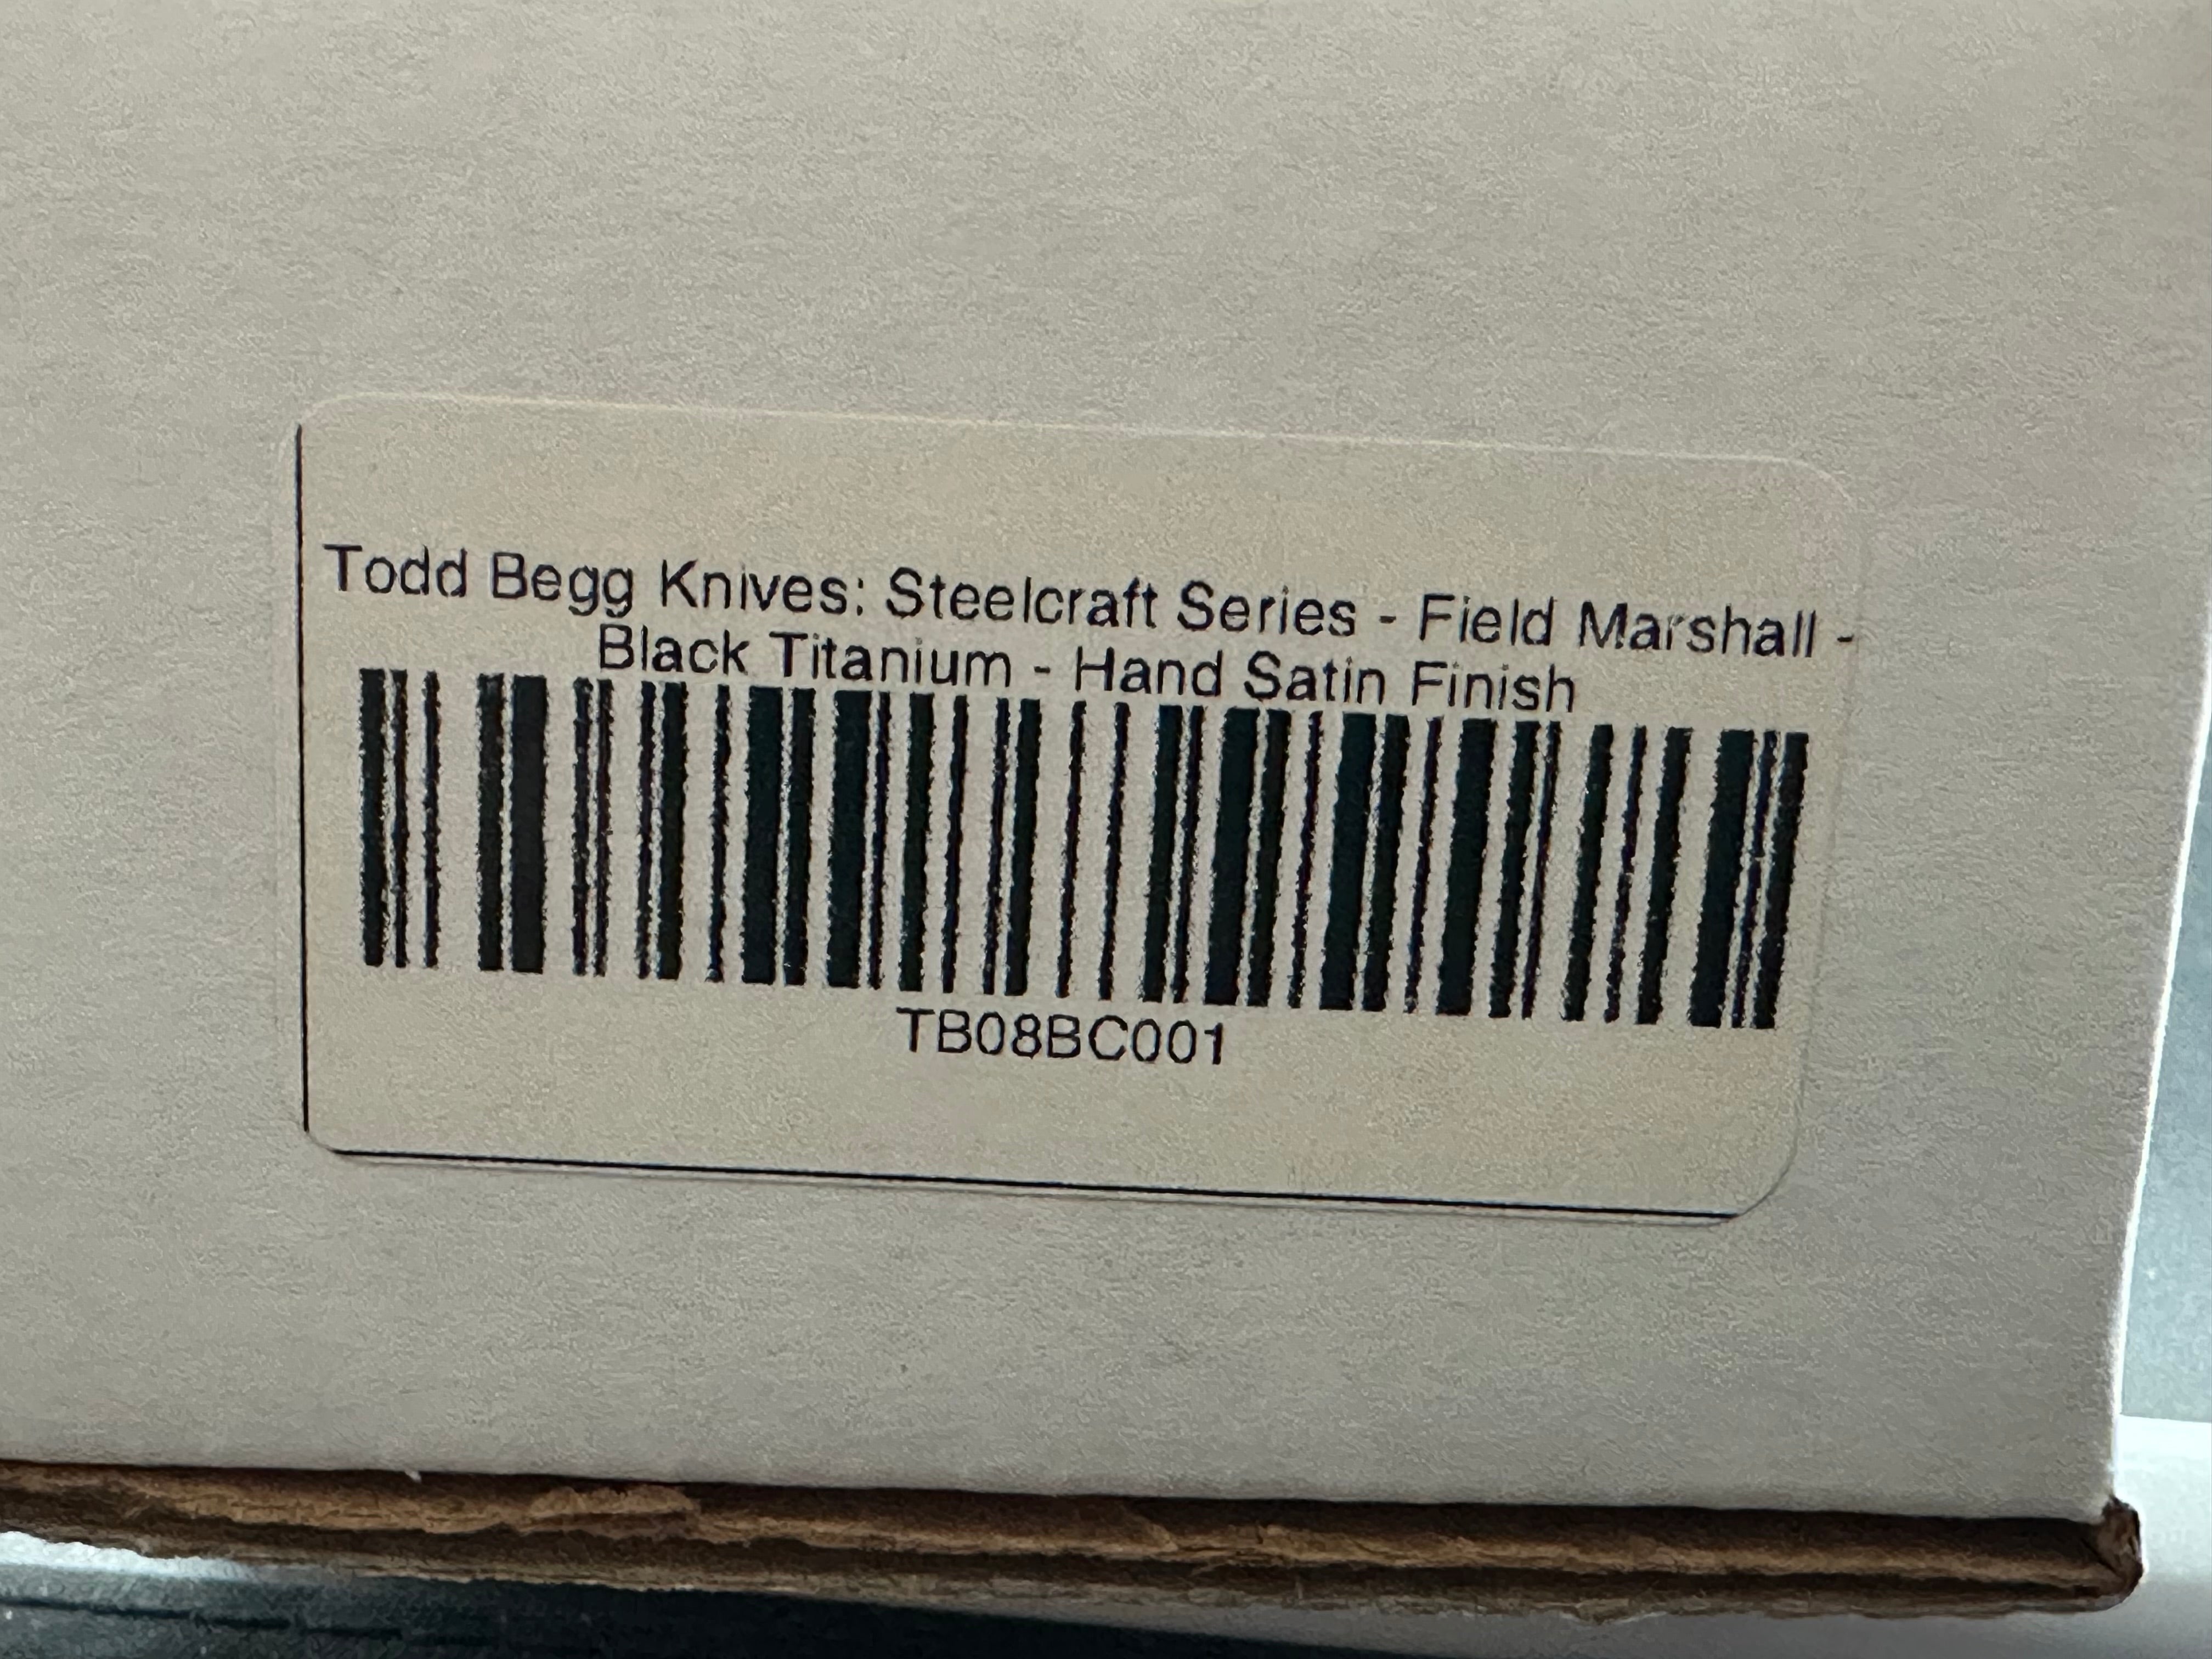 Todd Begg Knives: Steelcraft Series - Field Marshall -
Black Titanium - Hand Satin Finish
TB08BC001